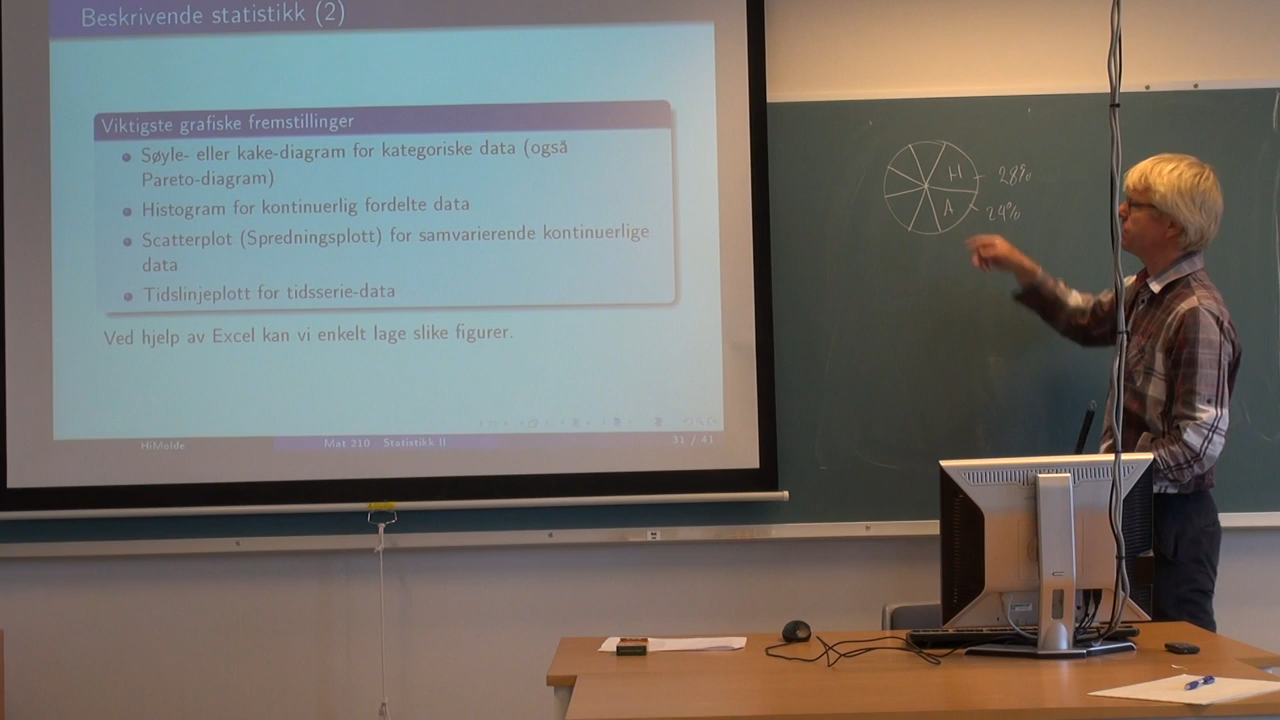 Beskrivende statistikk (2)
Viktigste grafiske fremstillinger
Søyle- eller kake-diagram for kategoriske data (også
Pareto-diagram)
Histogram for kontinuerlig fordelte data
Scatterplot (Spredningsplott) for samvarierende kontinuerlige
data
Tidslinjeplott for tidsserie-data
Ved hjelp av Excel kan vi enkelt lage slike figurer.
HiMolde
Mat 210 Statistikk II
31 / 41
H
28%
A
24%